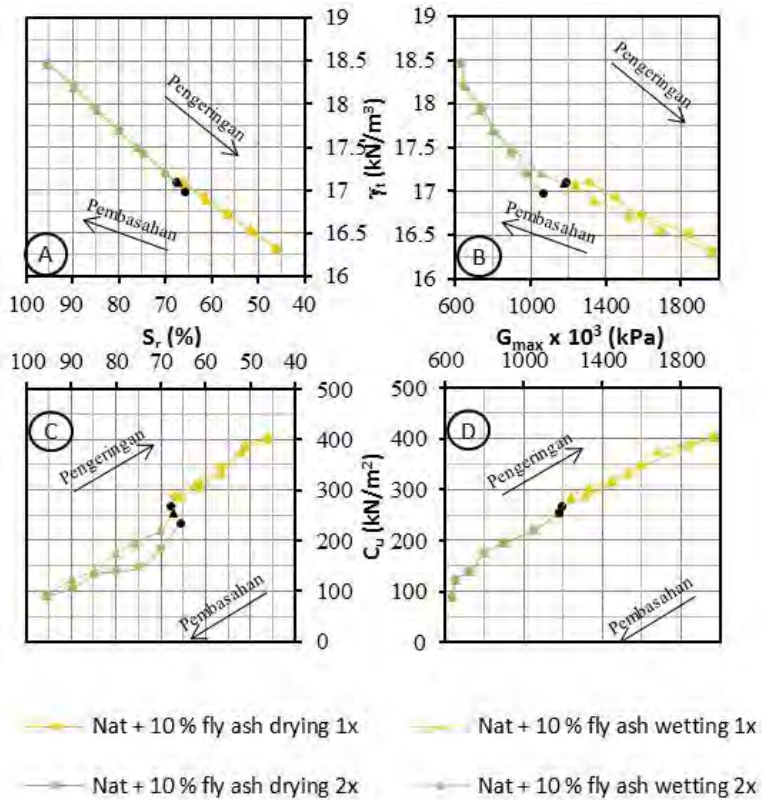 19
18.5
18
17.5
17
16.5
16
γt (kN/m³)
Pengeringan
Pembasahan
A
100 90 80 70 60 50 40
Sr (%)
19
18.5
18
17.5
17
16.5
16
Pengeringan
Pembasahan
B
600 1000 1400 1800
Gmax x 10³ (kPa)
100 90 80 70 60 50 40
C
Pengeringan
Pembasahan
500
400
300
200
100
0
Cu (kN/m²)
600 1000 1400 1800
D
Pengeringan
Pembasahan
500
400
300
200
100
0
Nat + 10 % fly ash drying 1x
Nat + 10 % fly ash wetting 1x
Nat + 10 % fly ash drying 2x
Nat + 10 % fly ash wetting 2x